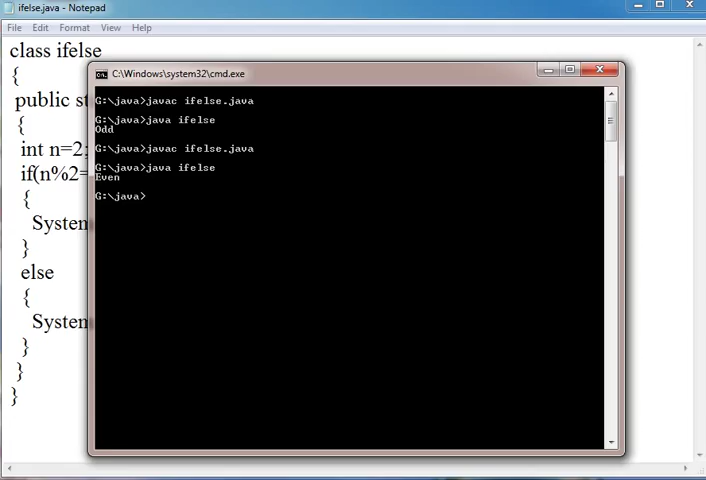 ifelse.java - Notepad
File Edit Format View Help
class ifelse
{
public st
{
int n=2;
if(n%2=
{
System
}
else
{
System
}
}
}
C:\Windows\system32\cmd.exe
G:\java>javac ifelse.java
G:\java>java ifelse
Odd
G:\java>javac ifelse.java
G:\java>java ifelse
Even
G:\java>